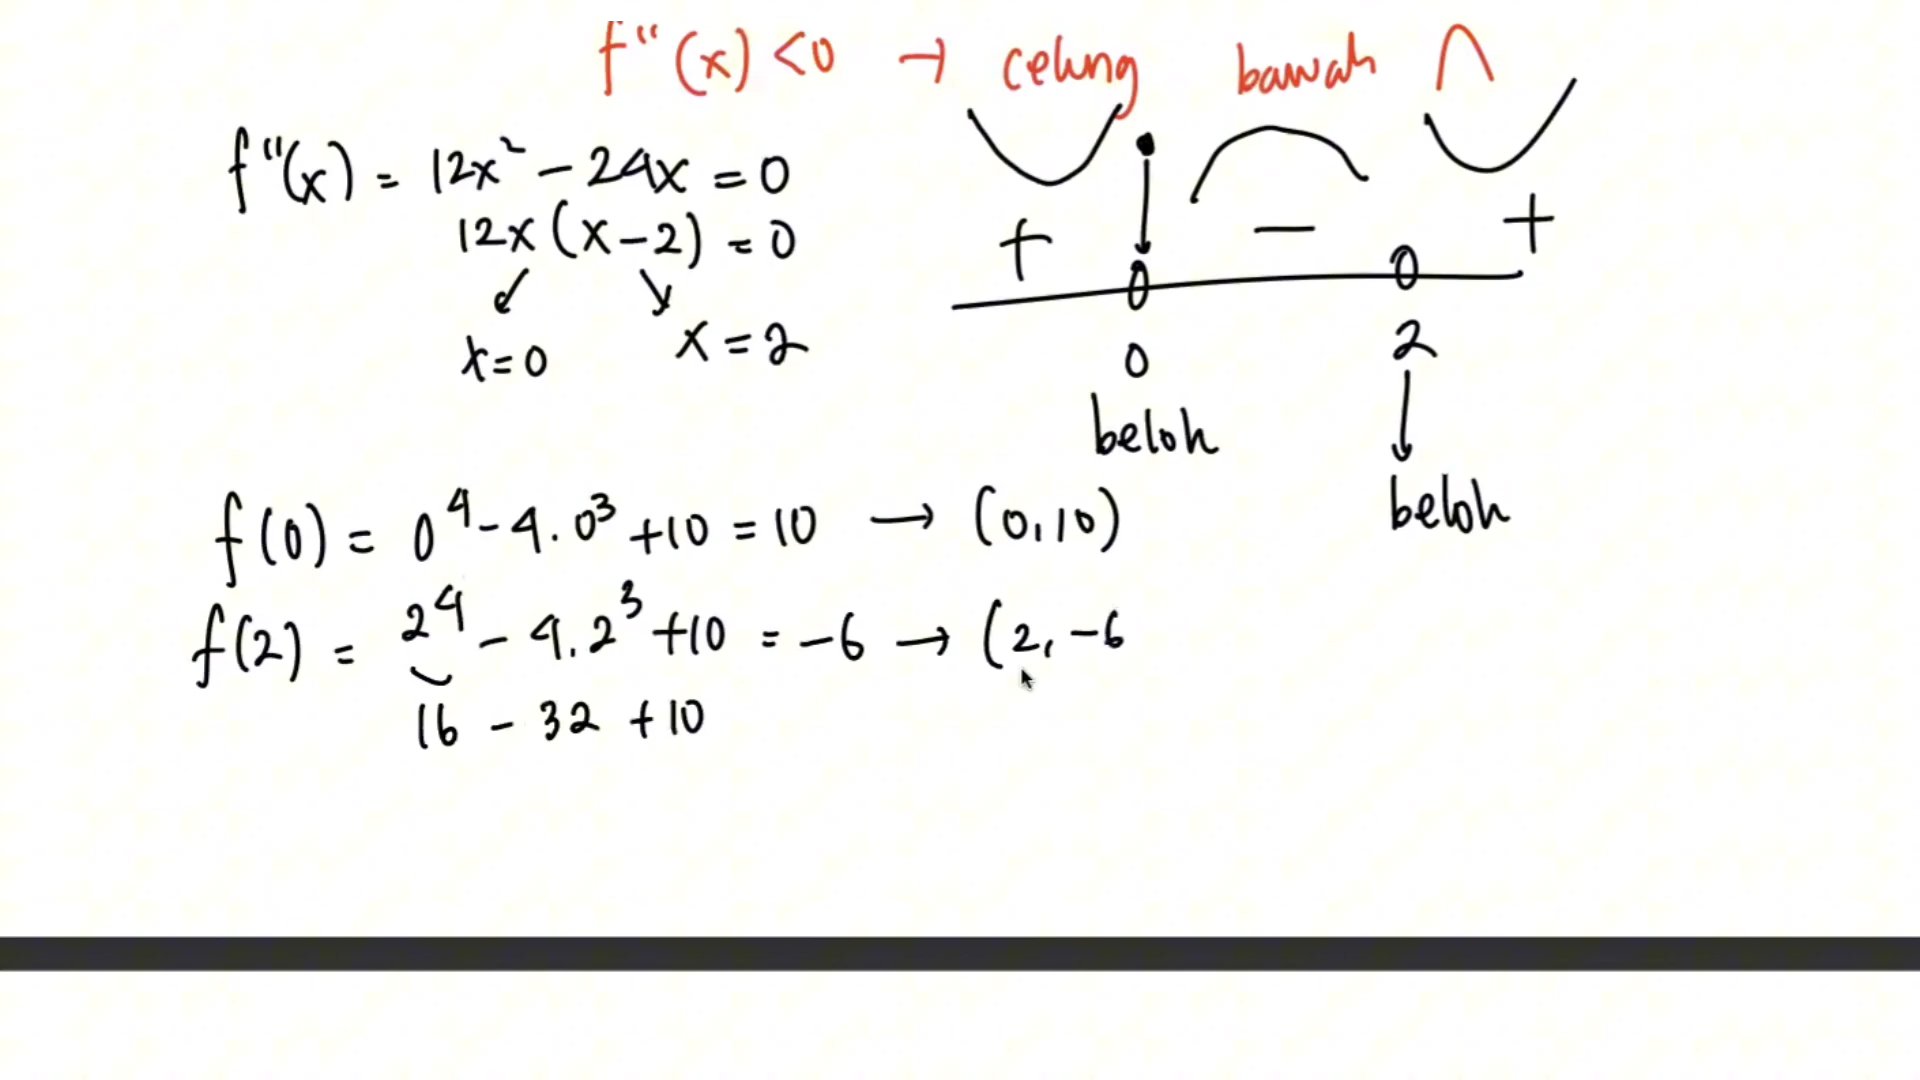 f"(x) < 0 → cekung bawah ∩
f"(x) = 12x² - 24x = 0
12x(x-2) = 0
x=0 x=2
+ - +
0 0
0 2
beloh
beloh
f(0) = 0⁴ - 4.0³ + 10 = 10 → (0,10)
f(2) = 2⁴ - 4.2³ + 10 = -6 → (2, -6
16 - 32 + 10